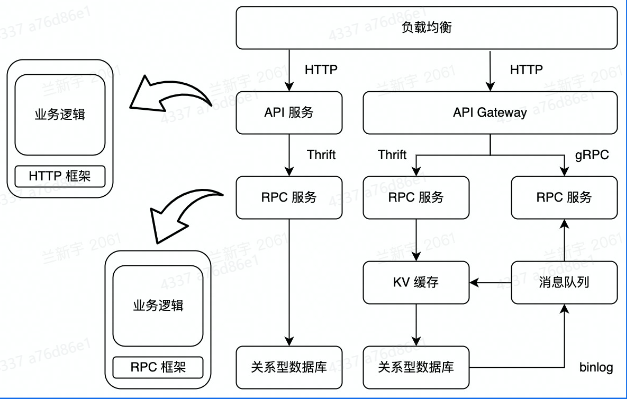 负载均衡
HTTP
HTTP
业务逻辑
HTTP 框架
API 服务
API Gateway
Thrift
Thrift
gRPC
RPC 服务
RPC 服务
RPC 服务
业务逻辑
RPC 框架
KV 缓存
消息队列
关系型数据库
关系型数据库
binlog
4337 a76d86e1
兰新宇 2061